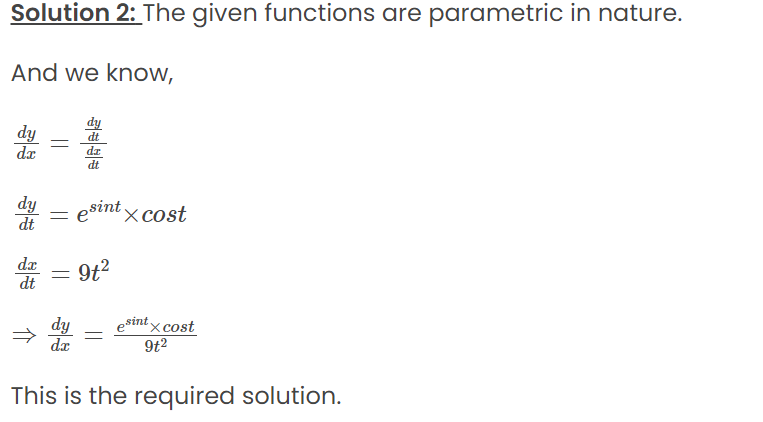 Solution 2: The given functions are parametric in nature.
And we know,
$\frac{dy}{dx} = \frac{\frac{dy}{dt}}{\frac{dx}{dt}}$
$\frac{dy}{dt} = e^{sint} \times cost$
$\frac{dx}{dt} = 9t^2$
$\Rightarrow \frac{dy}{dx} = \frac{e^{sint} \times cost}{9t^2}$
This is the required solution.